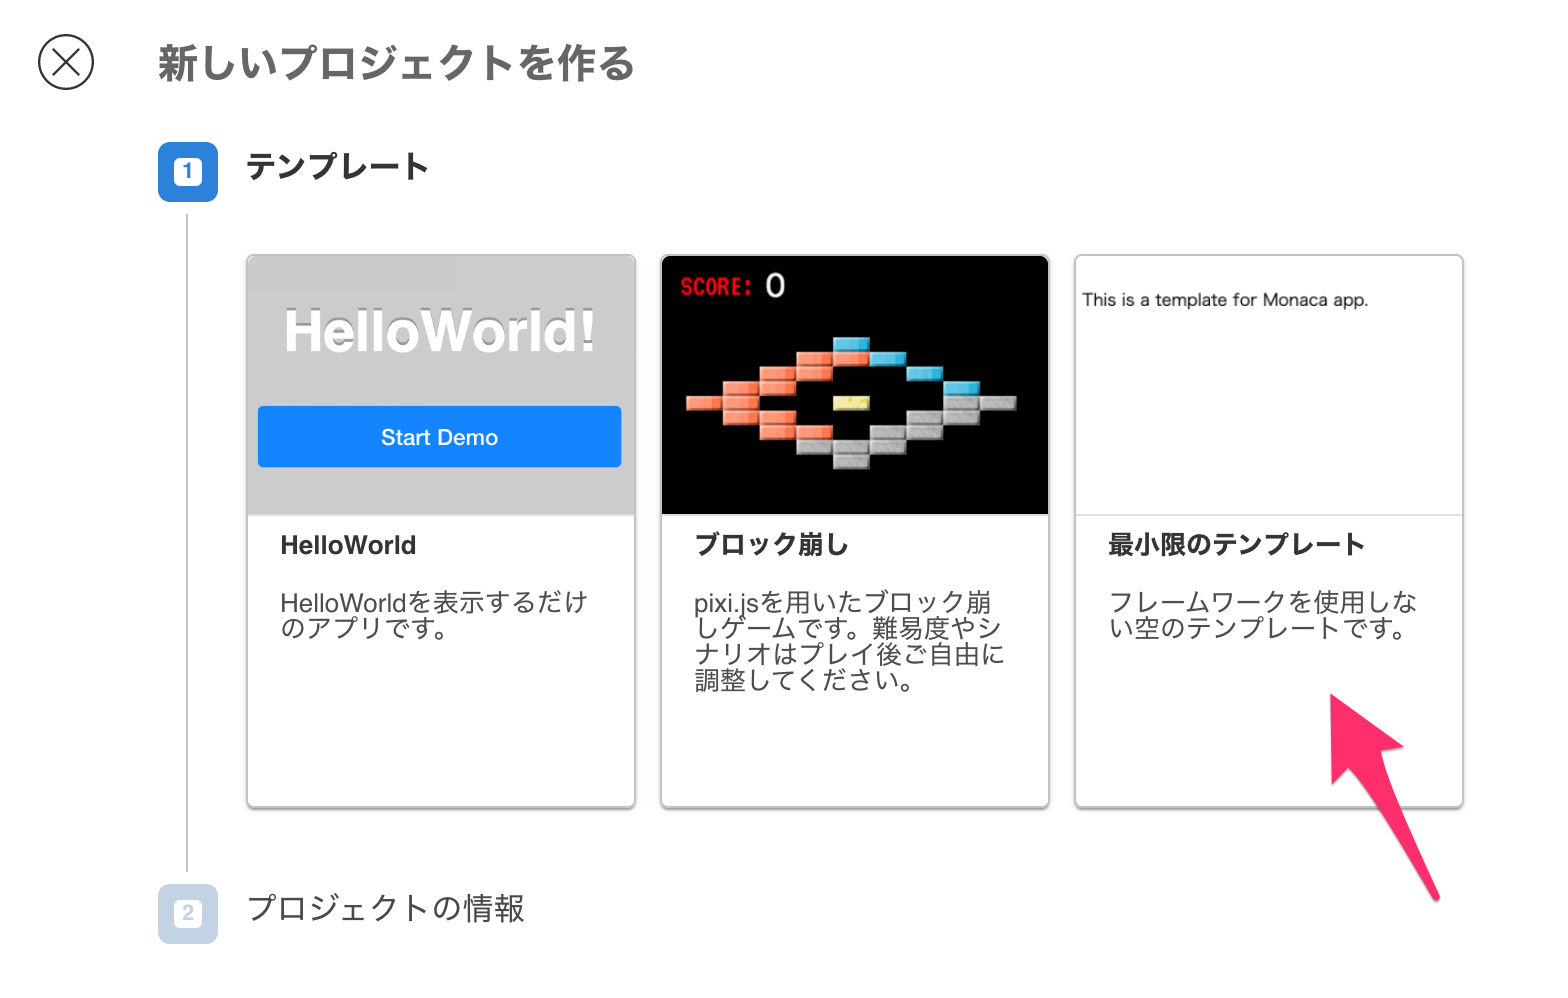 新しいプロジェクトを作る
1
テンプレート
HelloWorld!
Start Demo
HelloWorld
HelloWorldを表示するだけ
のアプリです。
SCORE: 0
ブロック崩し
pixi.jsを用いたブロック崩
しゲームです。難易度やシ
ナリオはプレイ後ご自由に
調整してください。
This is a template for Monaca app.
最小限のテンプレート
フレームワークを使用しな
い空のテンプレートです。
2
プロジェクトの情報